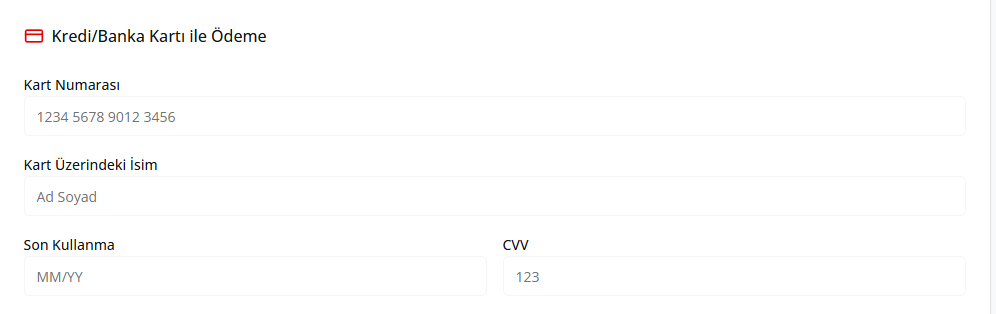 Kredi/Banka Kartı ile Ödeme
Kart Numarası
1234 5678 9012 3456
Kart Üzerindeki İsim
Ad Soyad
Son Kullanma
CVV
MM/YY
123